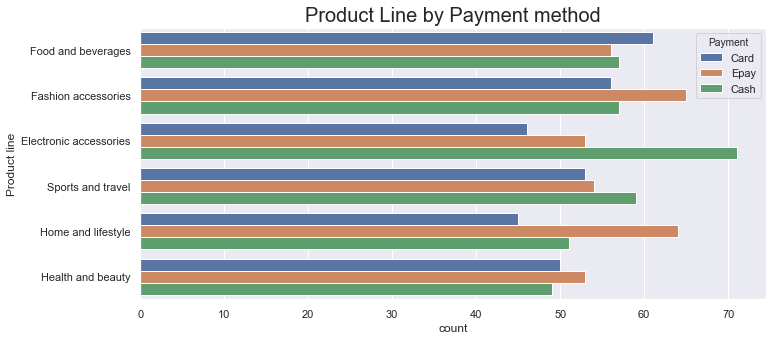 Product Line by Payment method
Payment
Card
Epay
Cash
Product line
Food and beverages
Fashion accessories
Electronic accessories
Sports and travel
Home and lifestyle
Health and beauty
0 10 20 30 40 50 60 70
count